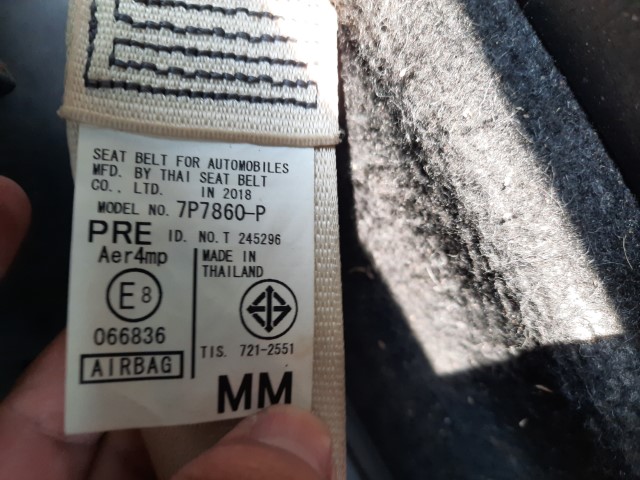 SEAT BELT FOR AUTOMOBILES
MFD. BY THAI SEAT BELT
CO., LTD. IN 2018
MODEL NO. 7P7860-P
PRE ID. NO. T 245296
Aer4mp
MADE IN
THAILAND
E8
066836
TIS. 721-2551
AIRBAG
MM